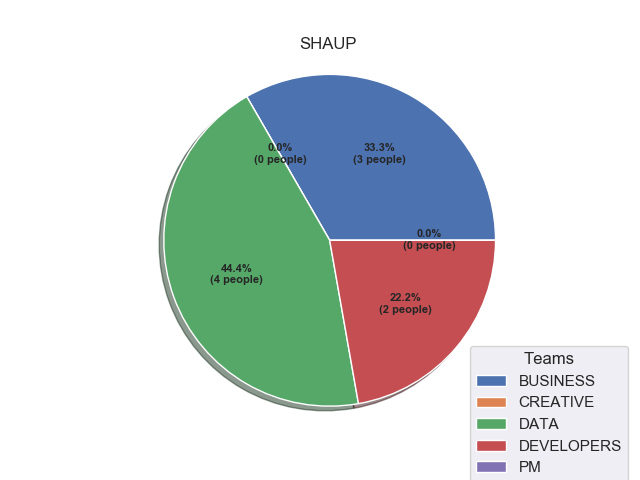 SHAUP
0.0%
(0 people)
33.3%
(3 people)
0.0%
(0 people)
44.4%
(4 people)
22.2%
(2 people)
Teams
BUSINESS
CREATIVE
DATA
DEVELOPERS
PM